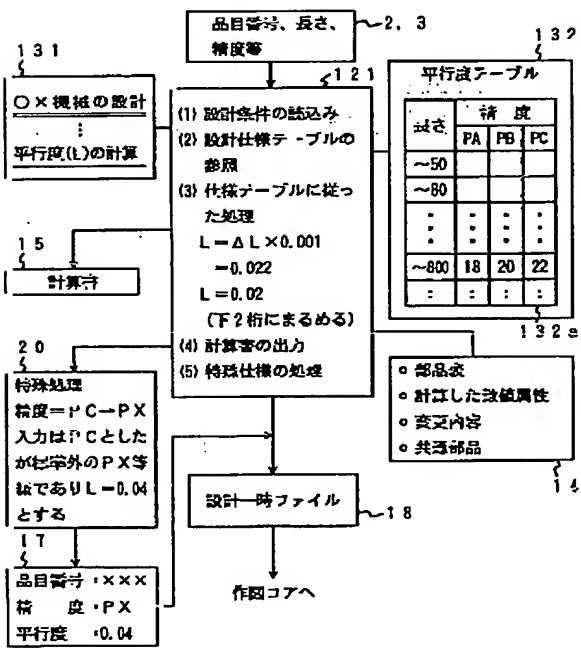 品目番号、長さ、
精度等
2, 3
131
○×機械の設計
⋮
平行度(L)の計算
15
計算書
20
特殊処理
精度=PC→PX
入力はPCとした
が標準外のPX等
級でありL=0.04
とする
17
品目番号:×××
精 度:PX
平行度 :0.04
121
(1) 設計条件の読込み
(2) 設計仕様テーブルの
参照
(3) 仕様テーブルに従っ
た処理
L=ΔL×0.001
=0.022
L=0.02
(下2桁にまるめる)
(4) 計算書の出力
(5) 特殊仕様の処理
設計一時ファイル
18
作図コアへ
132
平行度テーブル
長さ 精 度
PA PB PC
~50
~80
: : : :
~800 18 20 22
: : : :
132a
○ 部品表
○ 計算した数値属性
○ 変更内容
○ 共通部品
14